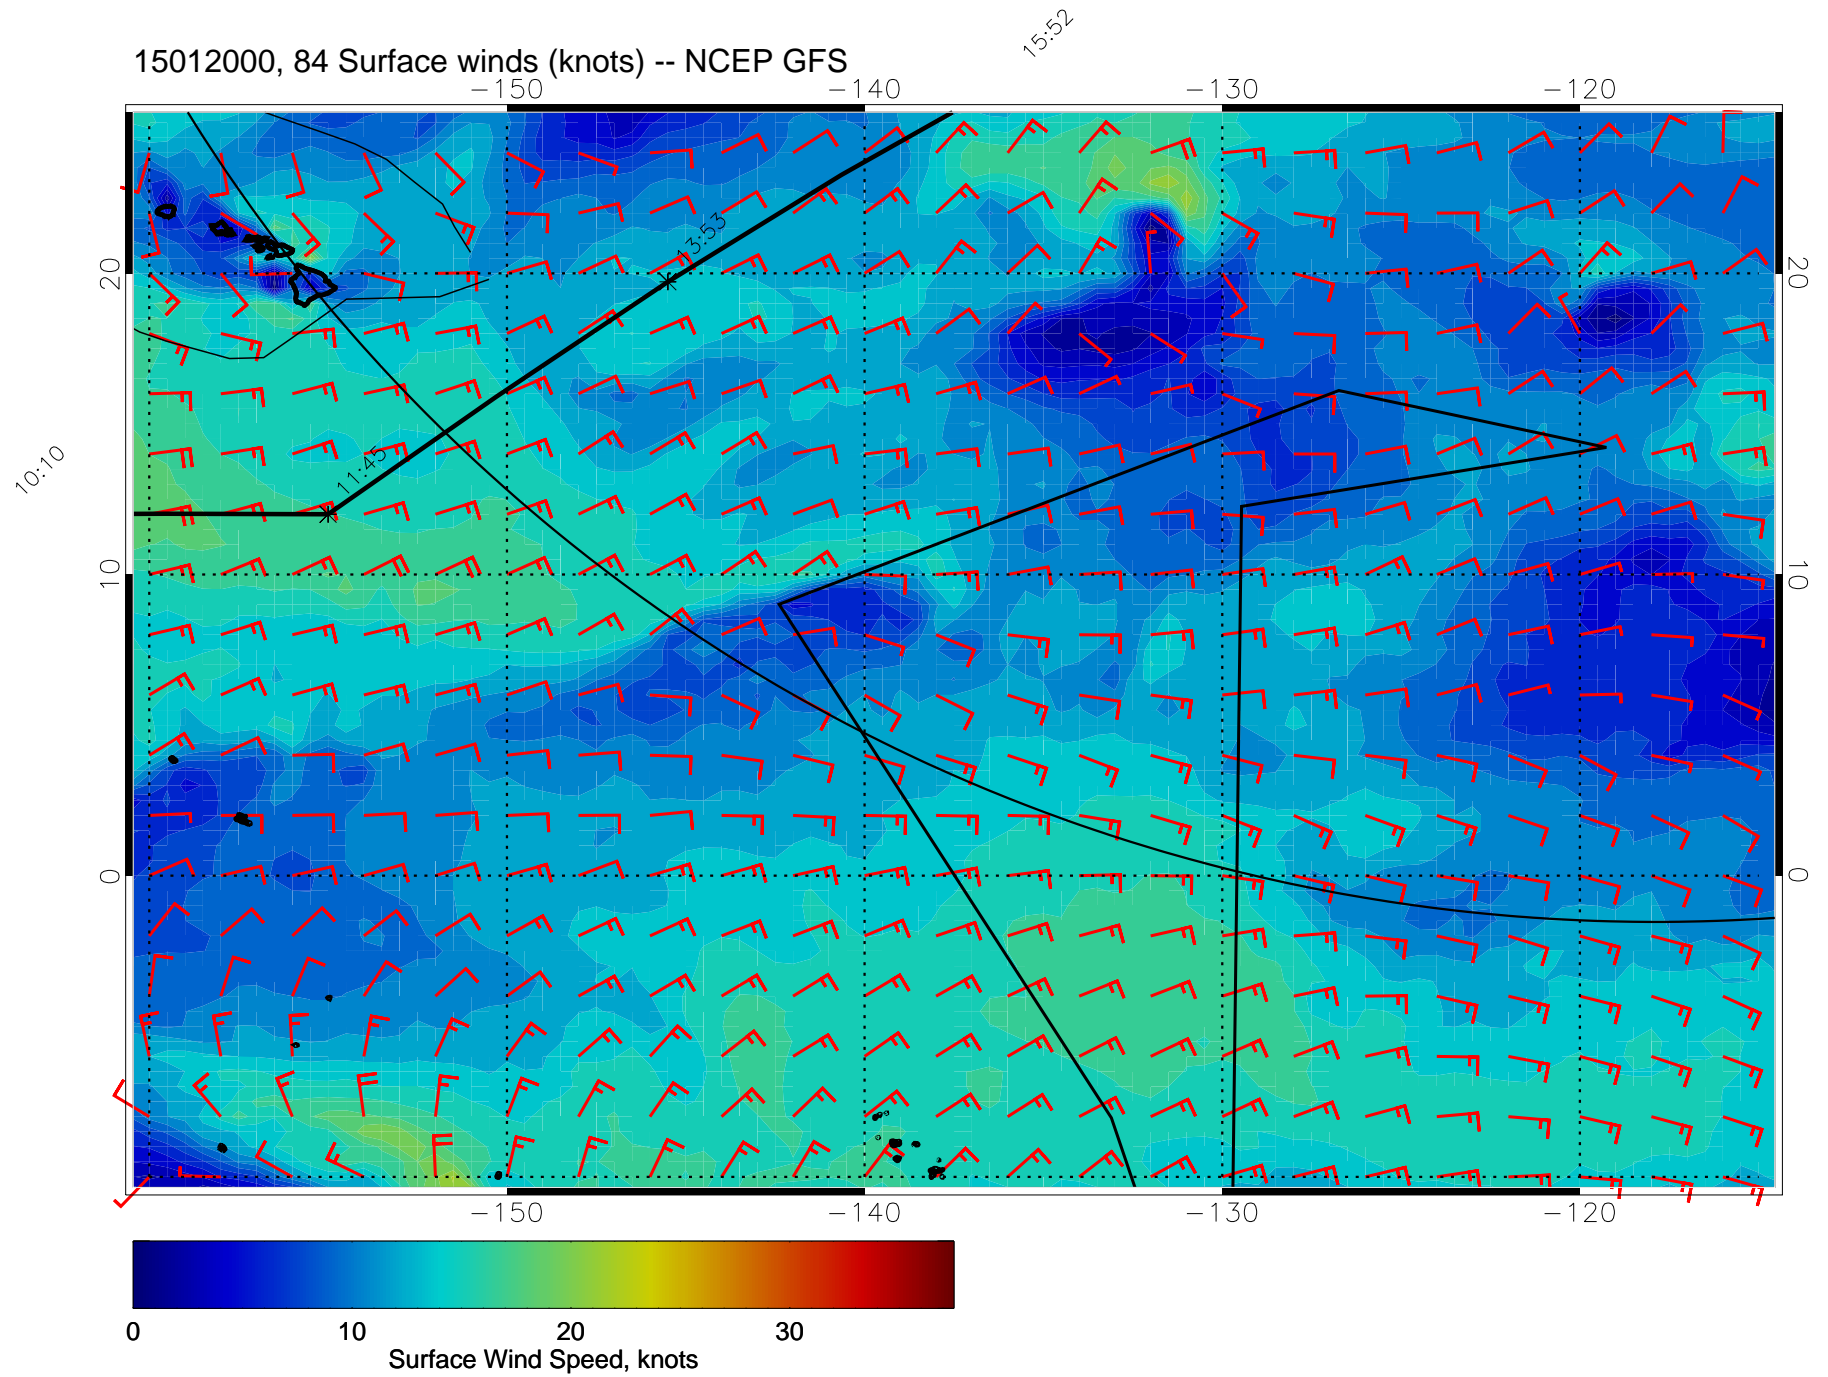 15:52
15012000, 84 Surface winds (knots) -- NCEP GFS
-150 -140 -130 -120
13:53
20 20
11:45
10:10
10 10
0 0
-150 -140 -130 -120
0 10 20 30
Surface Wind Speed, knots